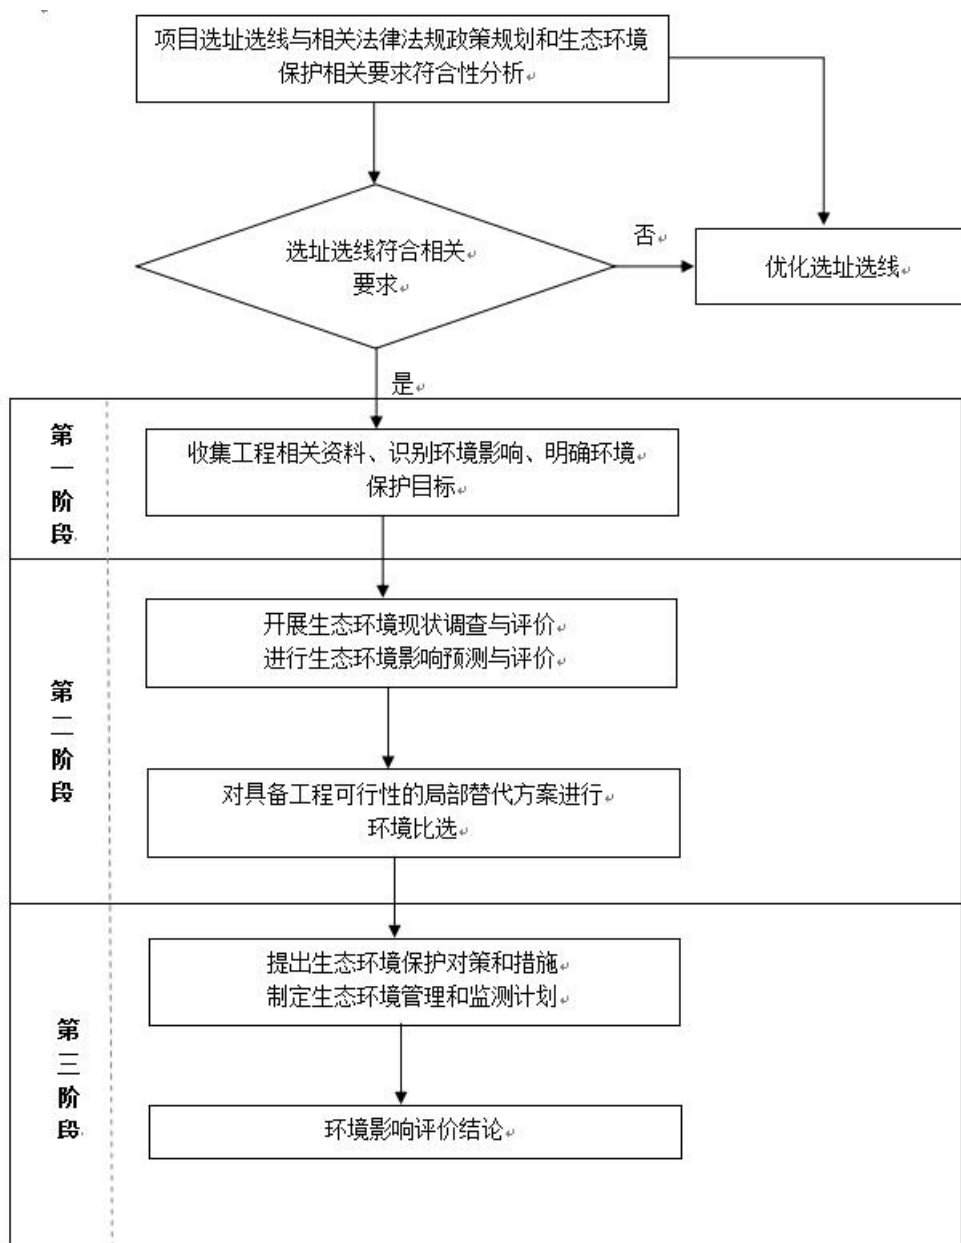 项目选址选线与相关法律法规政策规划和生态环境
保护相关要求符合性分析
选址选线符合相关
要求
否
优化选址选线
是
第一阶段
收集工程相关资料、识别环境影响、明确环境
保护目标
第二阶段
开展生态环境现状调查与评价
进行生态环境影响预测与评价
对具备工程可行性的局部替代方案进行
环境比选
第三阶段
提出生态环境保护对策和措施
制定生态环境管理和监测计划
环境影响评价结论